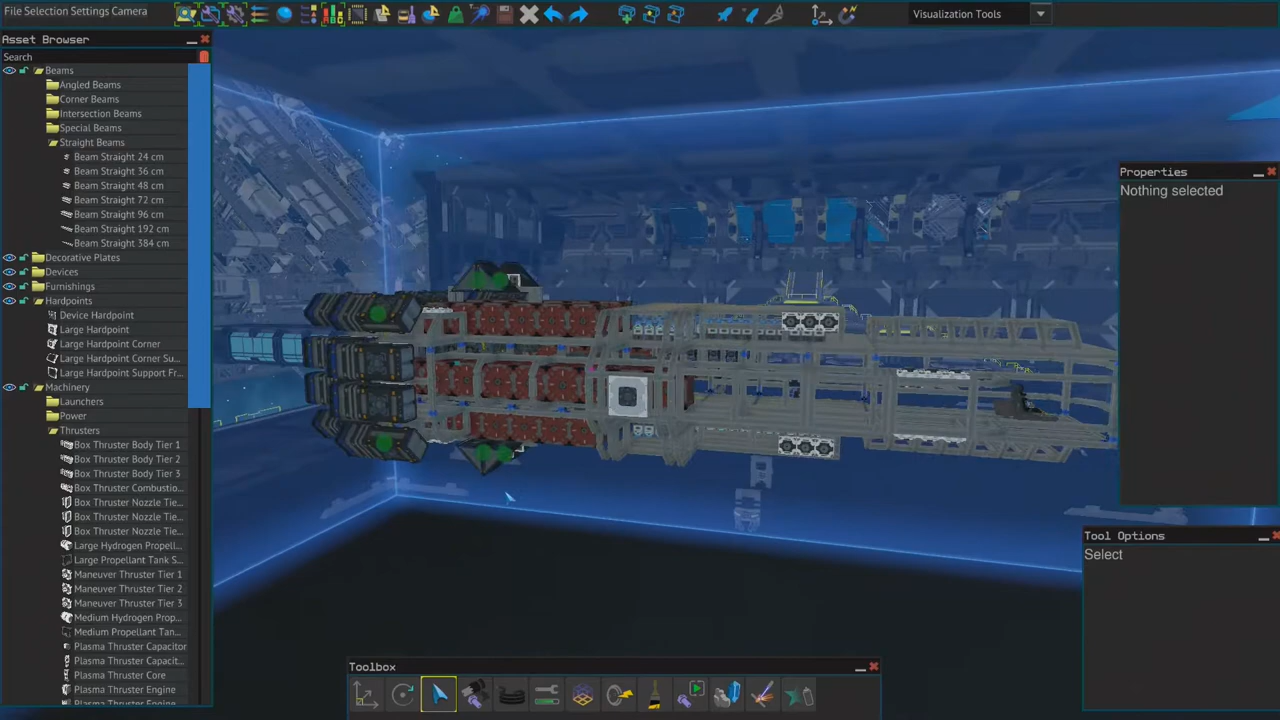 File Selection Settings Camera
Visualization Tools
Asset Browser
Search
Beams
Angled Beams
Corner Beams
Intersection Beams
Special Beams
Straight Beams
Beam Straight 24 cm
Beam Straight 36 cm
Beam Straight 48 cm
Beam Straight 72 cm
Beam Straight 96 cm
Beam Straight 192 cm
Beam Straight 384 cm
Decorative Plates
Devices
Furnishings
Hardpoints
Device Hardpoint
Large Hardpoint
Large Hardpoint Corner
Large Hardpoint Corner Su...
Large Hardpoint Support Fr...
Machinery
Launchers
Power
Thrusters
Box Thruster Body Tier 1
Box Thruster Body Tier 2
Box Thruster Body Tier 3
Box Thruster Combustio...
Box Thruster Nozzle Tie...
Box Thruster Nozzle Tie...
Box Thruster Nozzle Tie...
Large Hydrogen Propell...
Large Propellant Tank S...
Maneuver Thruster Tier 1
Maneuver Thruster Tier 2
Maneuver Thruster Tier 3
Medium Hydrogen Prop...
Medium Propellant Tan...
Plasma Thruster Capacitor
Plasma Thruster Capacit...
Plasma Thruster Core
Plasma Thruster Engine
Properties
Nothing selected
Tool Options
Select
Toolbox